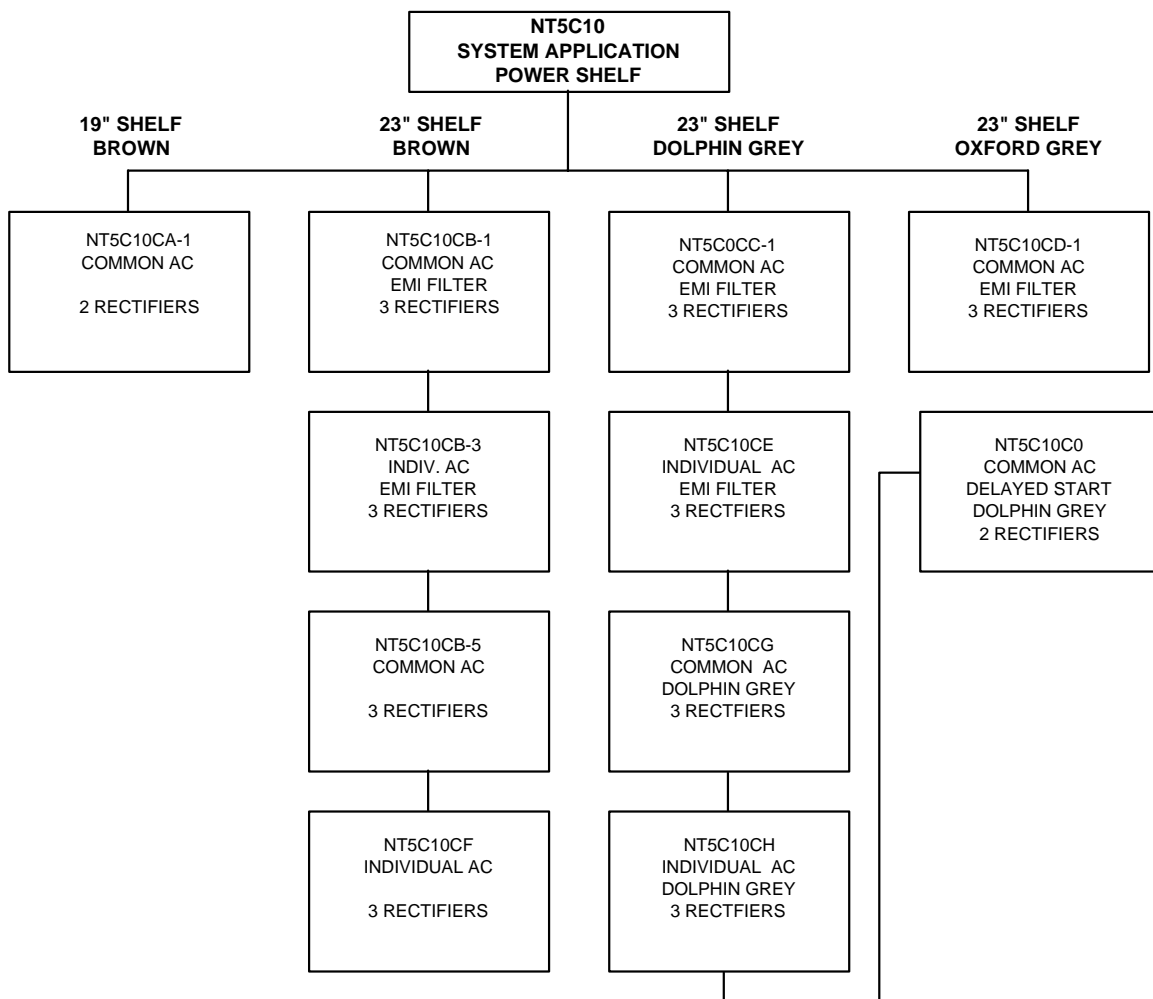 NT5C10
SYSTEM APPLICATION
POWER SHELF
19" SHELF
BROWN
23" SHELF
BROWN
23" SHELF
DOLPHIN GREY
23" SHELF
OXFORD GREY
NT5C10CA-1
COMMON AC
2 RECTIFIERS
NT5C10CB-1
COMMON AC
EMI FILTER
3 RECTIFIERS
NT5C0CC-1
COMMON AC
EMI FILTER
3 RECTIFIERS
NT5C10CD-1
COMMON AC
EMI FILTER
3 RECTIFIERS
NT5C10CB-3
INDIV. AC
EMI FILTER
3 RECTIFIERS
NT5C10CE
INDIVIDUAL AC
EMI FILTER
3 RECTIFIERS
NT5C10C0
COMMON AC
DELAYED START
DOLPHIN GREY
2 RECTIFIERS
NT5C10CB-5
COMMON AC
3 RECTIFIERS
NT5C10CG
COMMON AC
DOLPHIN GREY
3 RECTFIERS
NT5C10CF
INDIVIDUAL AC
3 RECTIFIERS
NT5C10CH
INDIVIDUAL AC
DOLPHIN GREY
3 RECTFIERS